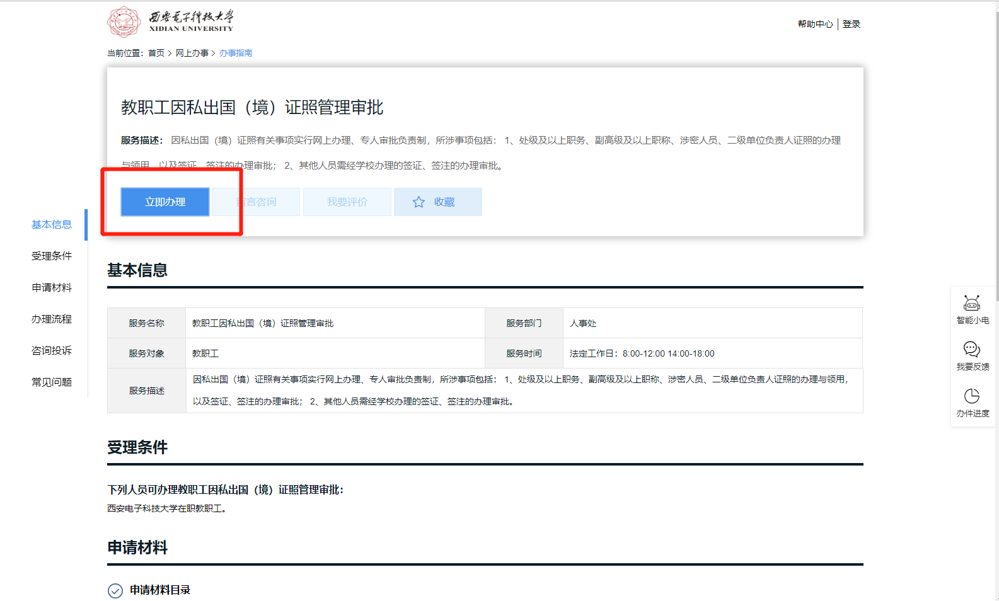 西安电子科技大学
XIDIAN UNIVERSITY
帮助中心 | 登录
当前位置：首页 > 网上办事 > 办事指南
教职工因私出国（境）证照管理审批
服务描述： 因私出国（境）证照有关事项实行网上办理、专人审批负责制，所涉事项包括： 1、处级及以上职务、副高级及以上职称、涉密人员、二级单位负责人证照的办理
与领用，以及签证、签注的办理审批； 2、其他人员需经学校办理的签证、签注的办理审批。
立即办理 留言咨询 我要评价 收藏
基本信息
受理条件
申请材料
办理流程
咨询投诉
常见问题
基本信息
服务名称 教职工因私出国（境）证照管理审批 服务部门 人事处
服务对象 教职工 服务时间 法定工作日：8:00-12:00 14:00-18:00
服务描述 因私出国（境）证照有关事项实行网上办理、专人审批负责制，所涉事项包括： 1、处级及以上职务、副高级及以上职称、涉密人员、二级单位负责人证照的办理与领用，
以及签证、签注的办理审批； 2、其他人员需经学校办理的签证、签注的办理审批。
受理条件
下列人员可办理教职工因私出国（境）证照管理审批：
西安电子科技大学在职教职工。
申请材料
申请材料目录
智能小电
我要反馈
办件进度